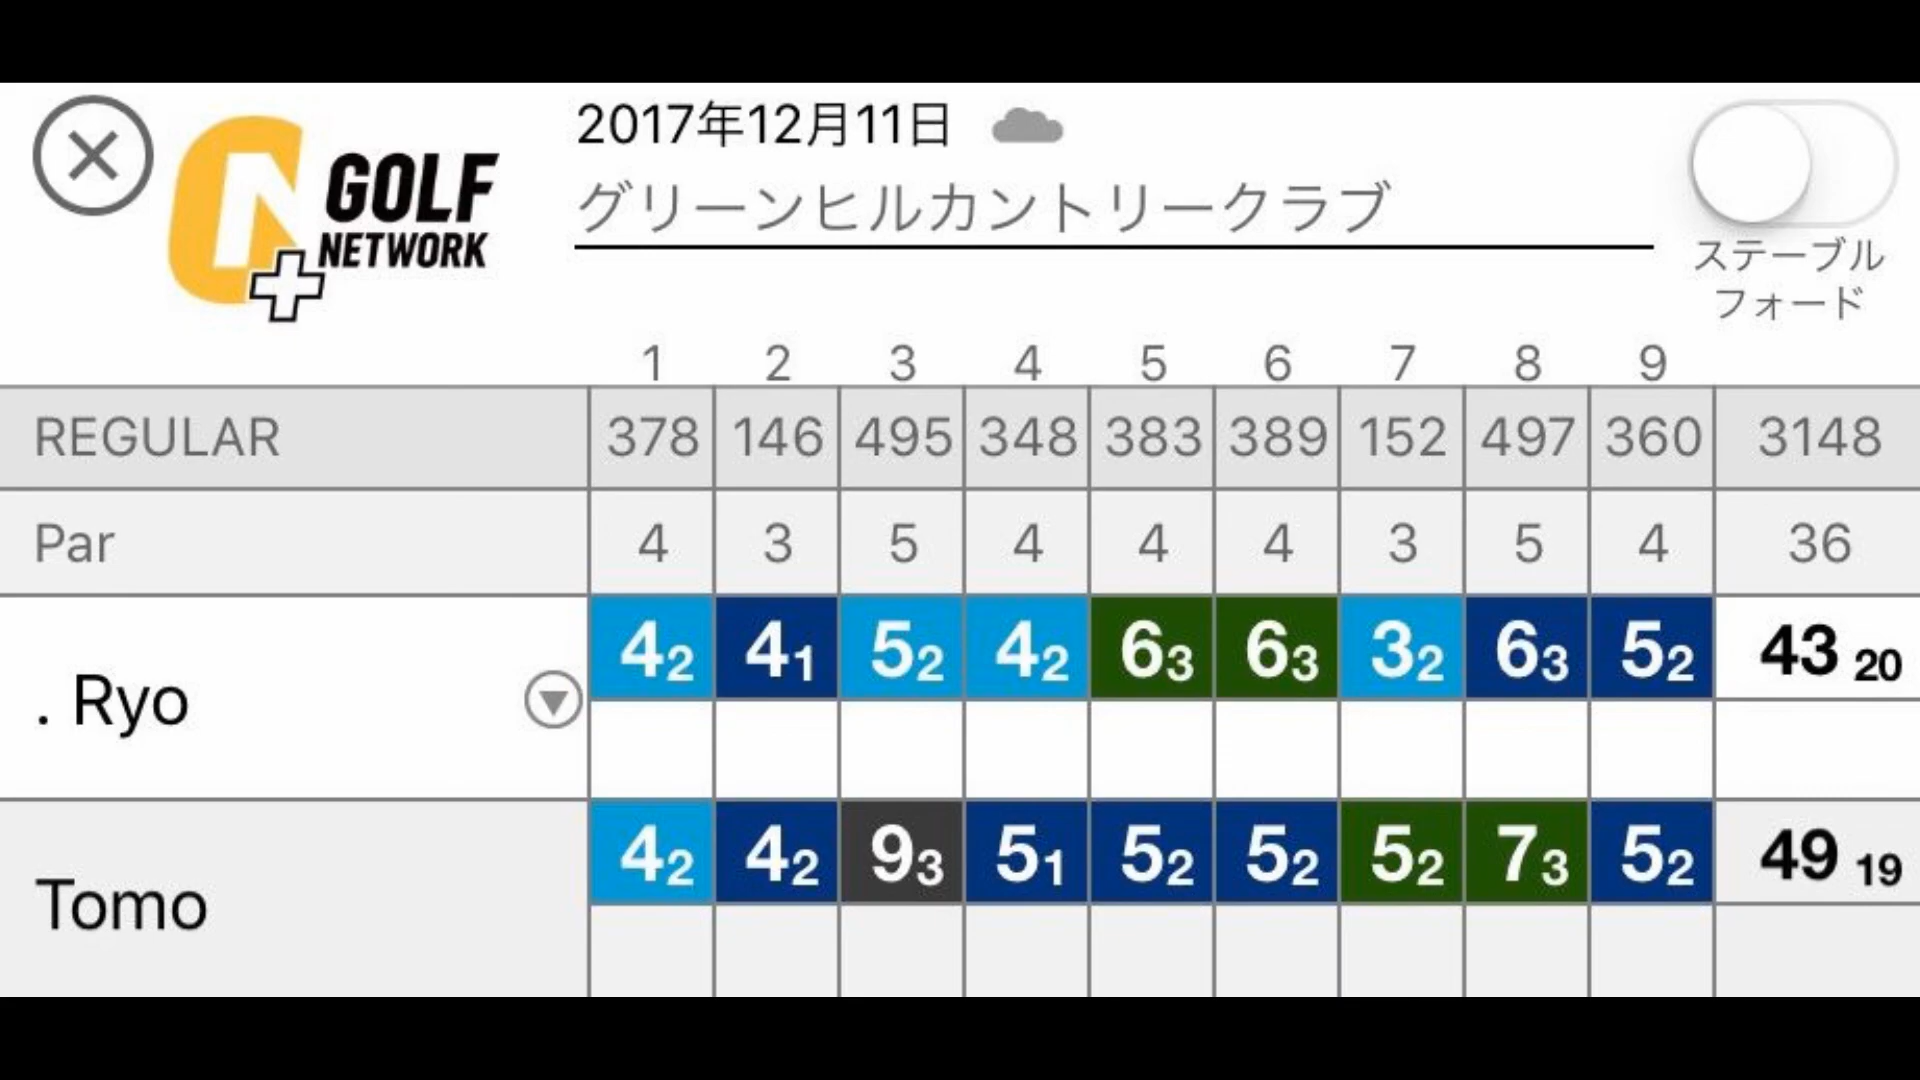 GOLF
NETWORK
2017年12月11日
グリーンヒルカントリークラブ
ステーブル
フォード
1 2 3 4 5 6 7 8 9
REGULAR 378 146 495 348 383 389 152 497 360 3148
Par 4 3 5 4 4 4 3 5 4 36
. Ryo 42 41 52 42 63 63 32 63 52 43 20
Tomo 42 42 93 51 52 52 52 73 52 49 19